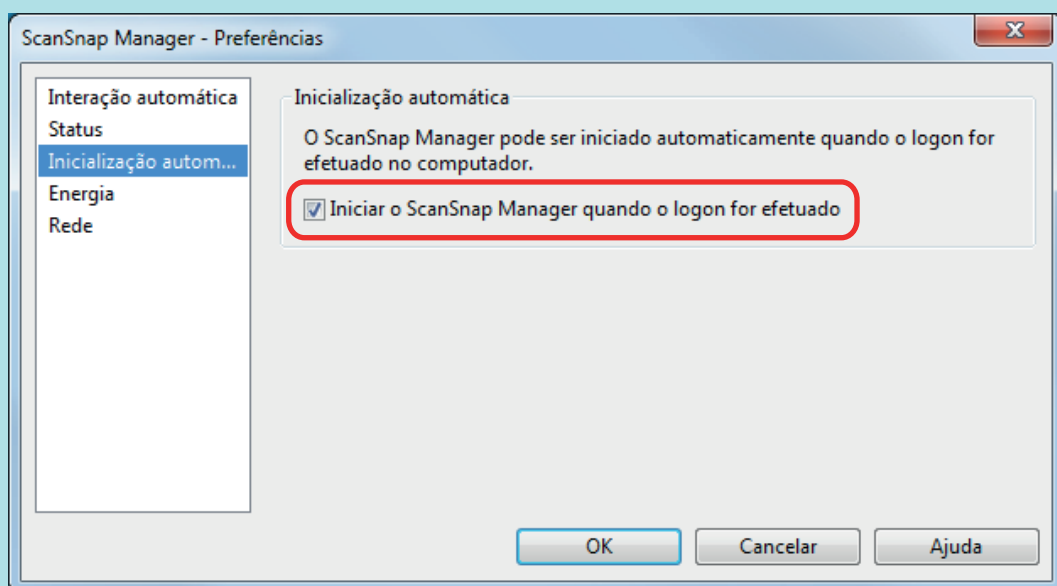 ScanSnap Manager - Preferências
Interação automática
Status
Inicialização autom...
Energia
Rede
Inicialização automática
O ScanSnap Manager pode ser iniciado automaticamente quando o logon for
efetuado no computador.
Iniciar o ScanSnap Manager quando o logon for efetuado
OK
Cancelar
Ajuda